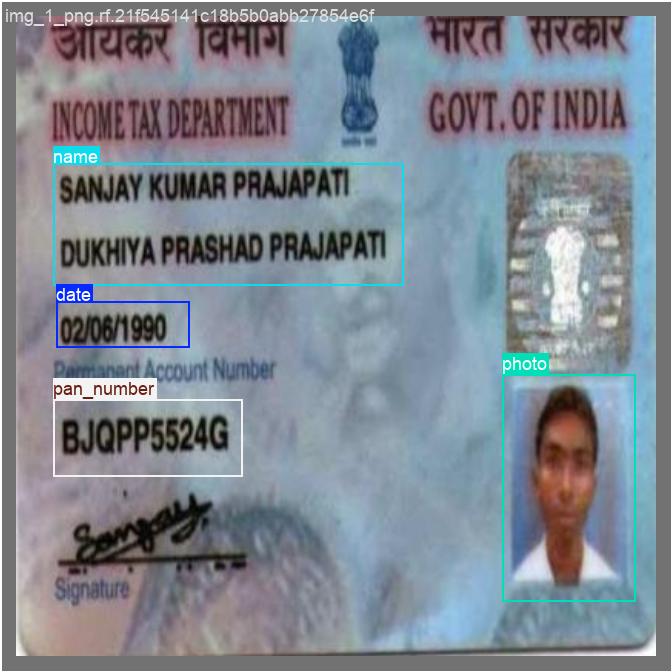 img_1_png.rf.21f545141c18b5b0abb27854e6f
आयकर विभाग भारत सरकार
INCOME TAX DEPARTMENT GOVT. OF INDIA
name
SANJAY KUMAR PRAJAPATI
DUKHIYA PRASHAD PRAJAPATI
date
02/06/1990
Permanent Account Number
photo
pan_number
BJQPP5524G
Sanjay
Signature